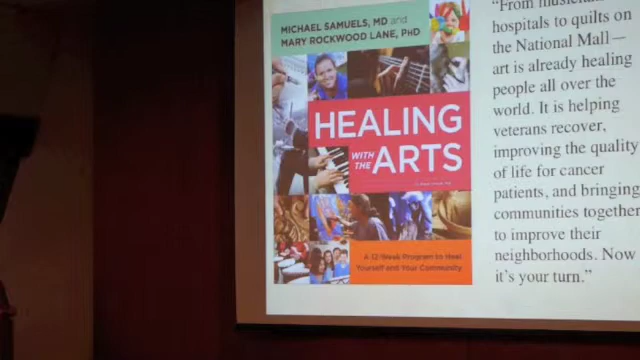 MICHAEL SAMUELS, MD and
MARY ROCKWOOD LANE, PHD
HEALING
WITH THE ARTS
A 12-Week Program to Heal
Yourself and Your Community
“From
hospitals to quilts on
the National Mall—
art is already healing
people all over the
world. It is helping
veterans recover,
improving the quality
of life for cancer
patients, and bringing
communities together
to improve their
neighborhoods. Now
it’s your turn.”